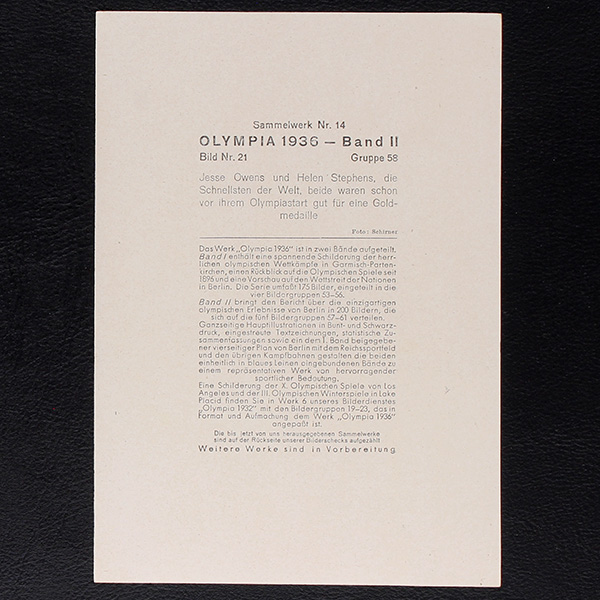 Sammelwerk Nr. 14
OLYMPIA 1936 — Band II
Bild Nr. 21 Gruppe 58
Jesse Owens und Helen Stephens, die
Schnellsten der Welt, beide waren schon
vor ihrem Olympiastart gut für eine Gold-
medaille
Foto: Schirner
Das Werk „Olympia 1936“ ist in zwei Bände aufgeteilt.
Band I enthält eine spannende Schilderung der herr-
lichen olympischen Wettkämpfe in Garmisch-Parten-
kirchen, einen Rückblick auf die Olympischen Spiele seit
1896 und eine Vorschau auf den Wettstreit der Nationen
in Berlin. Die Serie umfaßt 175 Bilder, eingeteilt in die
vier Bildergruppen 53–56.
Band II bringt den Bericht über die einzigartigen
olympischen Erlebnisse von Berlin in 200 Bildern, die
sich auf die fünf Bildergruppen 57–61 verteilen.
Ganzseitige Hauptillustrationen in Bunt- und Schwarz-
druck, eingestreute Textzeichnungen, statistische Zu-
sammenfassungen sowie ein dem 1. Band beigegebe-
ner vierseitiger Plan von Berlin mit dem Reichssportfeld
und den übrigen Kampfbahnen gestalten die beiden
einheitlich in blaues Leinen eingebundenen Bände zu
einem repräsentativen Werk von hervorragender
sportlicher Bedeutung.
Eine Schilderung der X. Olympischen Spiele von Los
Angeles und der III. Olympischen Winterspiele in Lake
Placid finden Sie in Werk 6 unseres Bilderdienstes
„Olympia 1932“ mit den Bildergruppen 19–23, das in
Format und Aufmachung dem Werk „Olympia 1936“
angepaßt ist.
Die bis jetzt von uns herausgegebenen Sammelwerke
sind auf der Rückseite unserer Bilderschecks aufgezählt
Weitere Werke sind in Vorbereitung